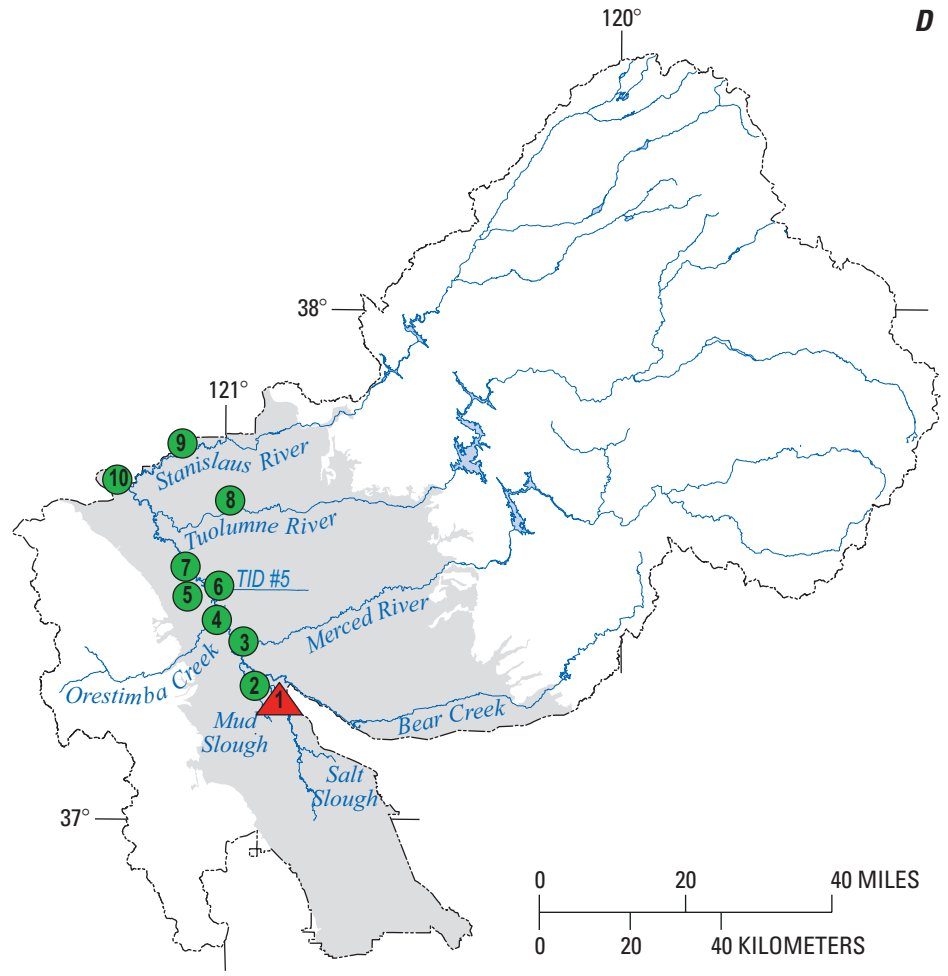 120°
D
38°
121°
9
Stanislaus River
10
8
Tuolumne River
7
6
TID #5
5
4
Merced River
3
Orestimba Creek
2
1
Bear Creek
Mud
Slough
Salt
Slough
37°
0 20 40 MILES
0 20 40 KILOMETERS